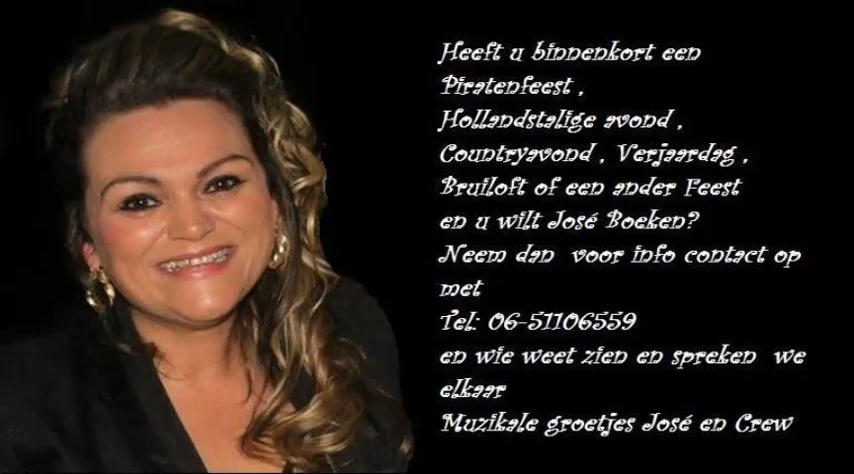 Heeft u binnenkort een
Piratenfeest ,
Hollandstalige avond ,
Countryavond , Verjaardag ,
Bruiloft of een ander Feest
en u wilt José Boeken?
Neem dan voor info contact op
met
Tel: 06-51106559
en wie weet zien en spreken we
elkaar
Muzikale groetjes José en Crew